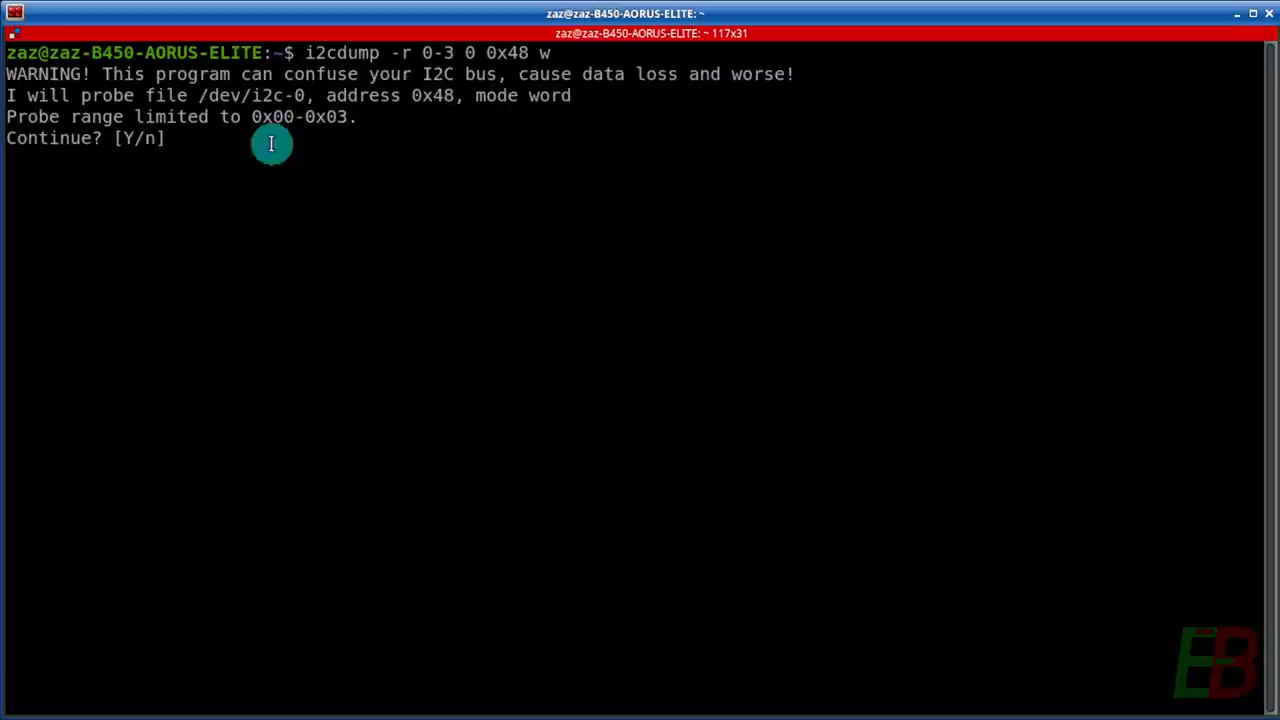 zaz@zaz-B450-AORUS-ELITE: ~
zaz@zaz-B450-AORUS-ELITE: ~ 117x31
zaz@zaz-B450-AORUS-ELITE:~$ i2cdump -r 0-3 0 0x48 w
WARNING! This program can confuse your I2C bus, cause data loss and worse!
I will probe file /dev/i2c-0, address 0x48, mode word
Probe range limited to 0x00-0x03.
Continue? [Y/n]
EB